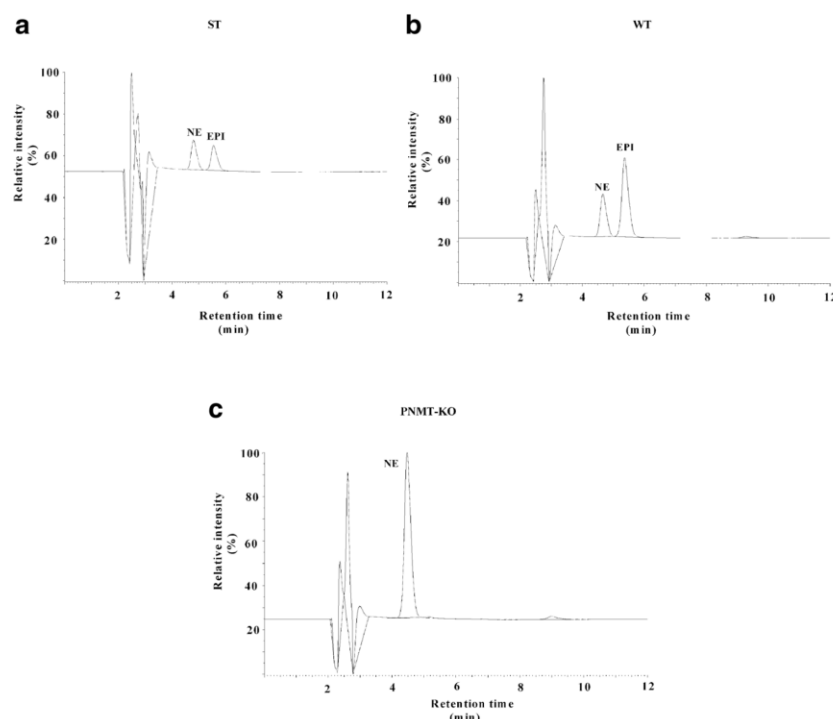 a
ST
Relative intensity
(%)
100
80
60
40
20
NE EPI
2 4 6 8 10 12
Retention time
(min)
b
WT
Relative intensity
(%)
100
80
60
40
20
NE
EPI
2 4 6 8 10 12
Retention time
(min)
c
PNMT-KO
Relative intensity
(%)
100
80
60
40
20
NE
2 4 6 8 10 12
Retention time
(min)